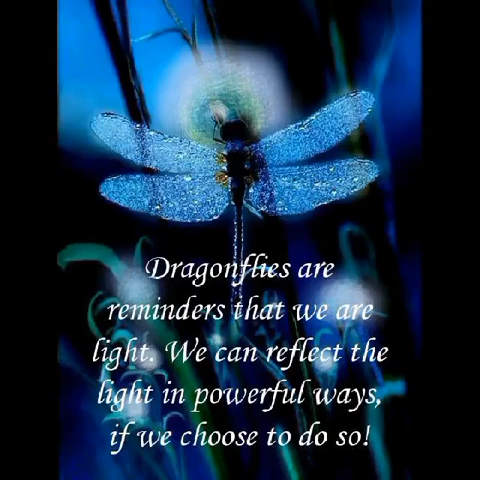 Dragonflies are
reminders that we are
light. We can reflect the
light in powerful ways,
if we choose to do so!